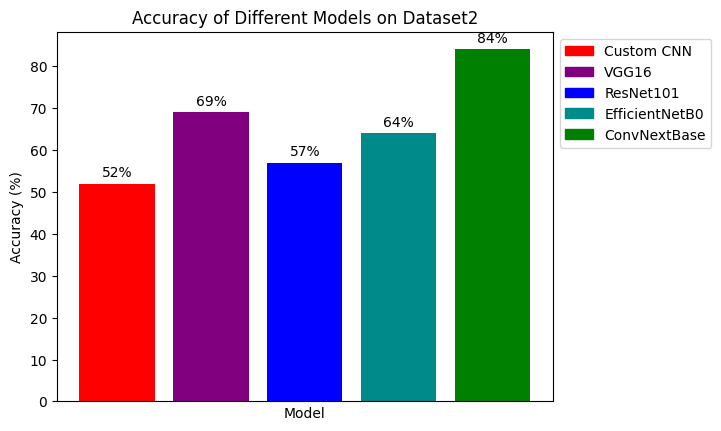 Accuracy of Different Models on Dataset2
Accuracy (%)
80
70
60
50
40
30
20
10
0
52%
69%
57%
64%
84%
Model
Custom CNN
VGG16
ResNet101
EfficientNetB0
ConvNextBase